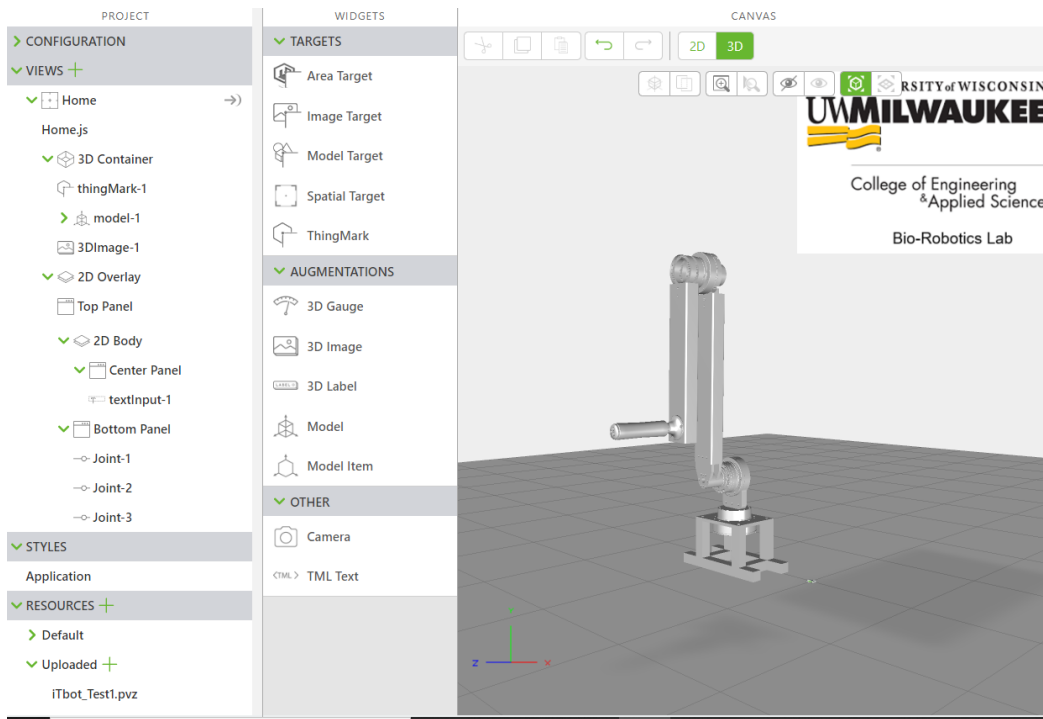 PROJECT
CONFIGURATION
VIEWS
Home
Home.js
3D Container
thingMark-1
model-1
3DImage-1
2D Overlay
Top Panel
2D Body
Center Panel
textInput-1
Bottom Panel
Joint-1
Joint-2
Joint-3
STYLES
Application
RESOURCES
Default
Uploaded
iTbot_Test1.pvz
WIDGETS
TARGETS
Area Target
Image Target
Model Target
Spatial Target
ThingMark
AUGMENTATIONS
3D Gauge
3D Image
3D Label
Model
Model Item
OTHER
Camera
<TML> TML Text
CANVAS
2D 3D
RSITY of WISCONSIN
UWMILWAUKEE
College of Engineering
& Applied Science
Bio-Robotics Lab
Y
Z X